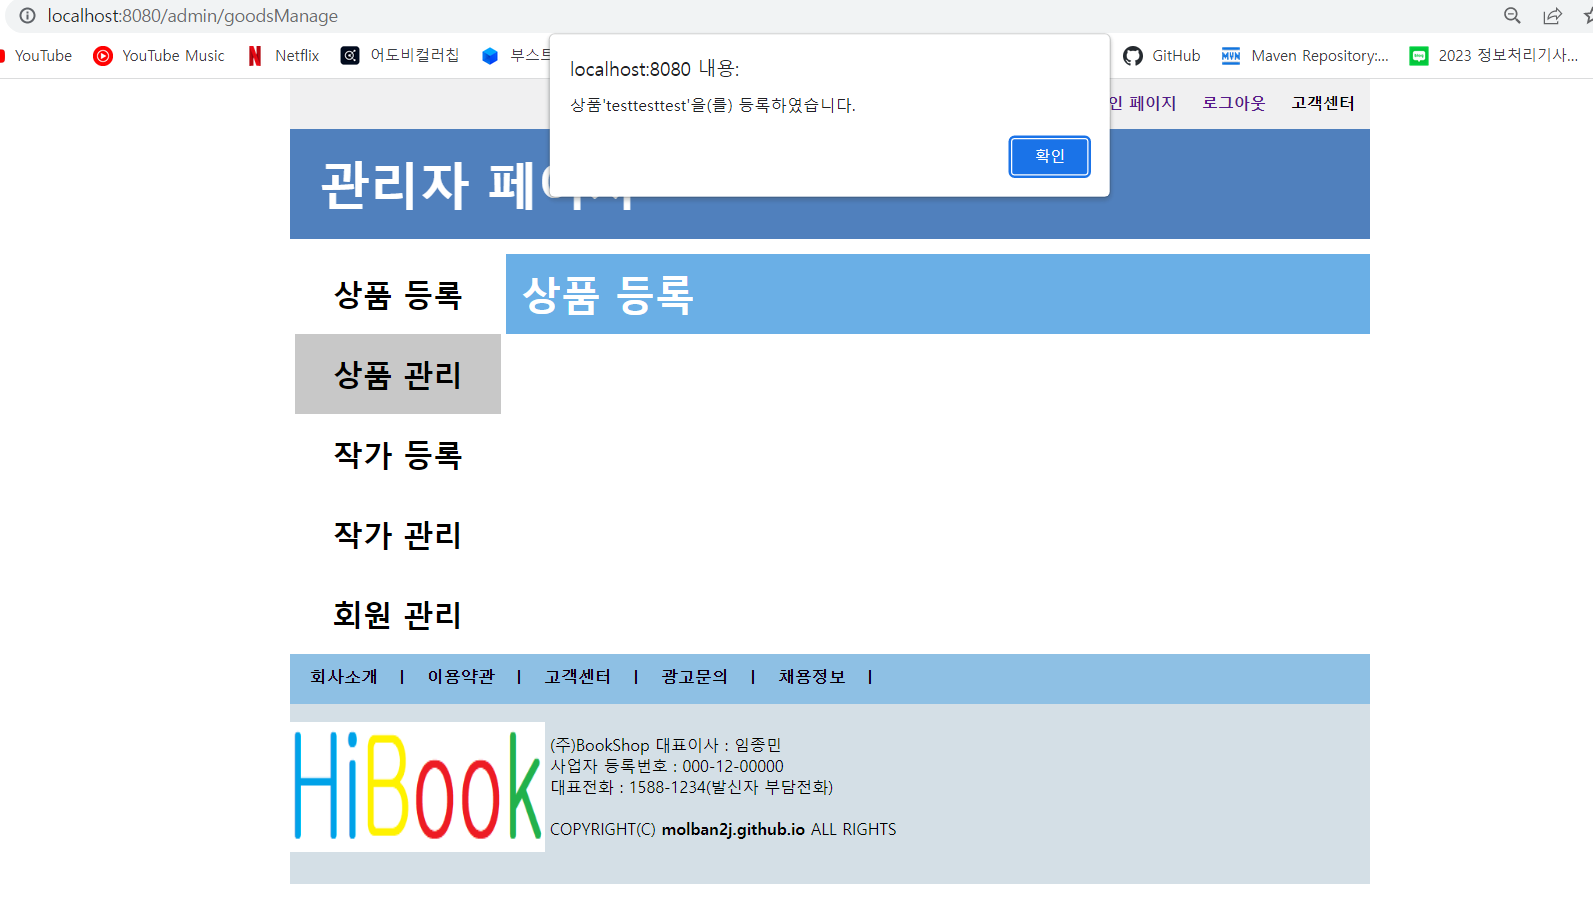 localhost:8080/admin/goodsManage
YouTube
YouTube Music
Netflix
어도비컬러칩
GitHub
Maven Repository:...
2023 정보처리기사...
localhost:8080 내용:
상품'testtesttest'을(를) 등록하였습니다.
확인
페이지
로그아웃
고객센터
관리자
상품 등록
상품 등록
상품 관리
작가 등록
작가 관리
회원 관리
회사소개 | 이용약관 | 고객센터 | 광고문의 | 채용정보 |
HiBook
(주)BookShop 대표이사 : 임종민
사업자 등록번호 : 000-12-00000
대표전화 : 1588-1234(발신자 부담전화)
COPYRIGHT(C) molban2j.github.io ALL RIGHTS